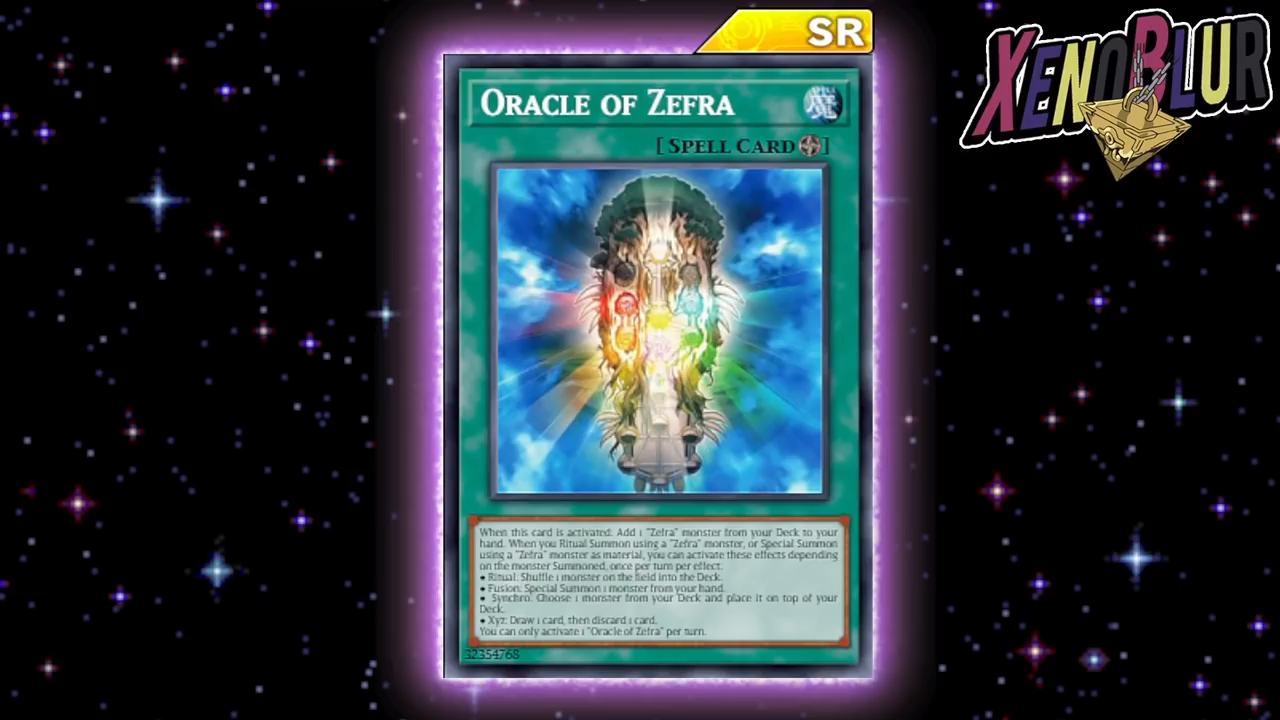 SR
XENOBLUR
ORACLE OF ZEFRA
[ SPELL CARD ]
When this card is activated: Add 1 "Zefra" monster from your Deck to your
hand. When you Ritual Summon using a "Zefra" monster, or Special Summon
using a "Zefra" monster as material, you can activate these effects depending
on the monster Summoned, once per turn per effect.
● Ritual: Shuffle 1 monster on the field into the Deck.
● Fusion: Special Summon 1 monster from your hand.
● Synchro: Choose 1 monster from your Deck and place it on top of your
Deck.
● Xyz: Draw 1 card, then discard 1 card.
You can only activate 1 "Oracle of Zefra" per turn.
32354768